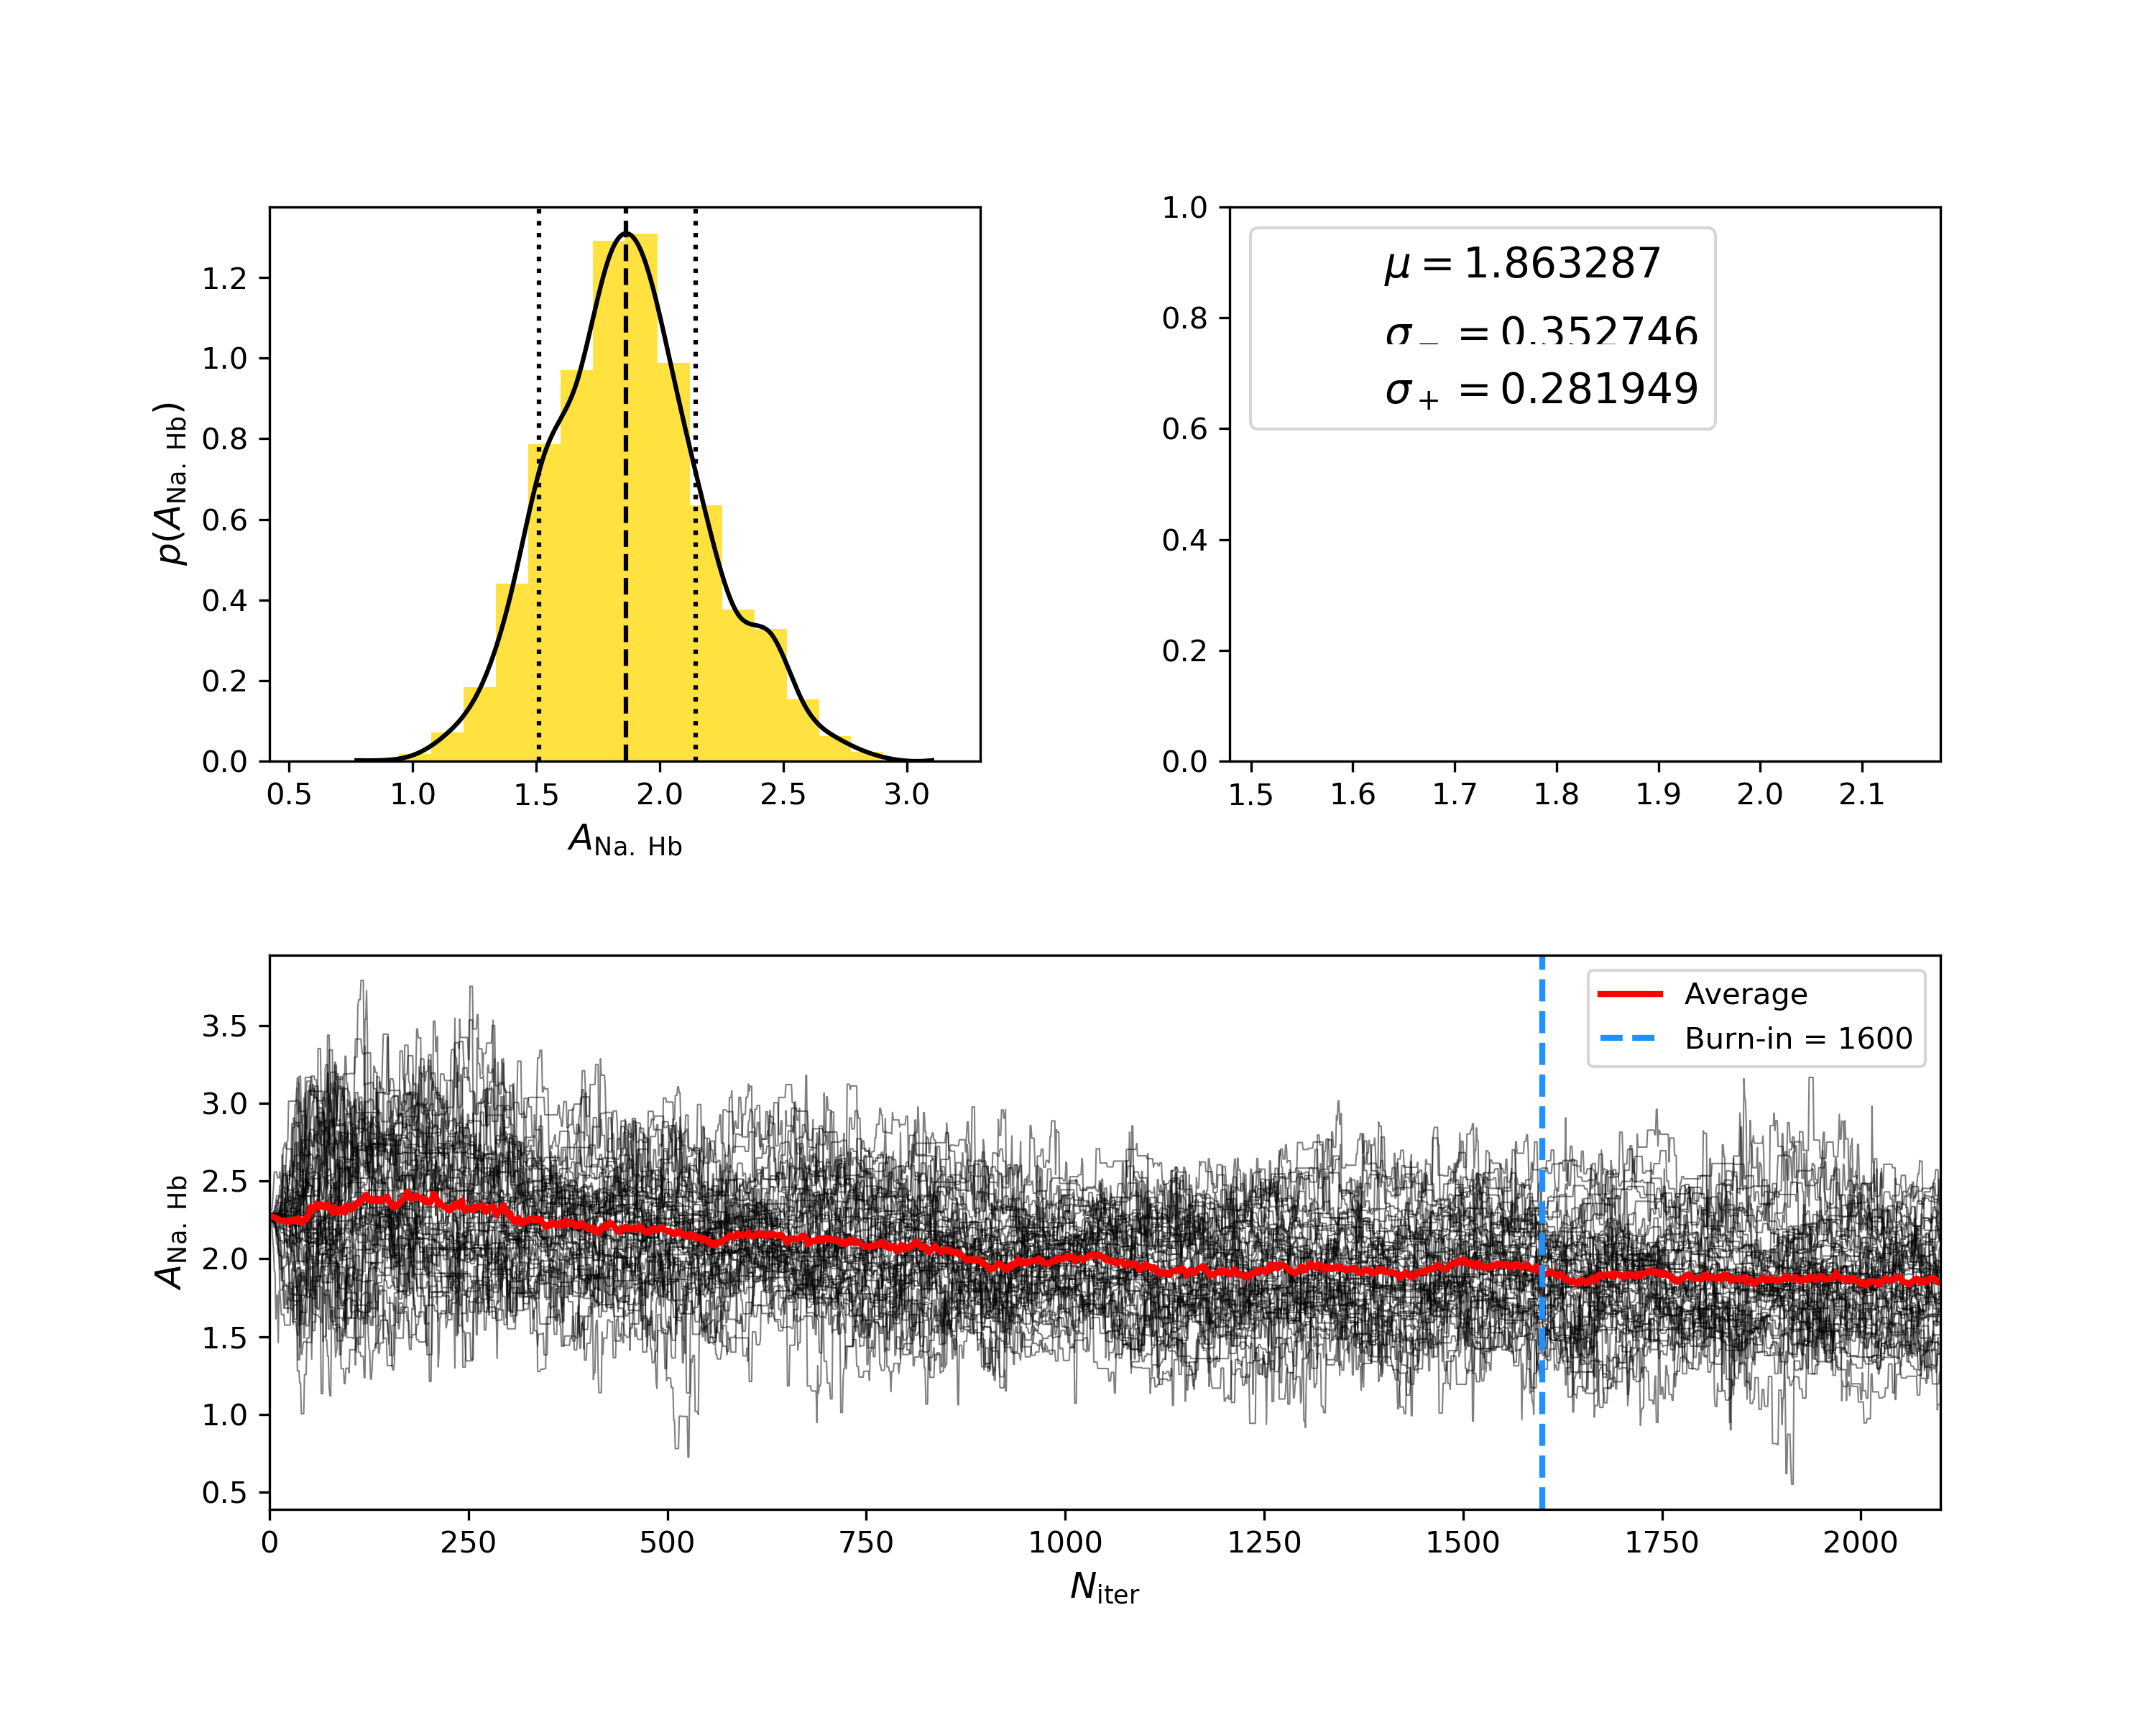 p(A_Na. Hb)
1.2
1.0
0.8
0.6
0.4
0.2
0.0
0.5 1.0 1.5 2.0 2.5 3.0
A_Na. Hb
1.0
0.8
0.6
0.4
0.2
0.0
μ = 1.863287
σ_− = 0.352746
σ_+ = 0.281949
1.5 1.6 1.7 1.8 1.9 2.0 2.1
A_Na. Hb
3.5
3.0
2.5
2.0
1.5
1.0
0.5
Average
Burn-in = 1600
0 250 500 750 1000 1250 1500 1750 2000
N_iter